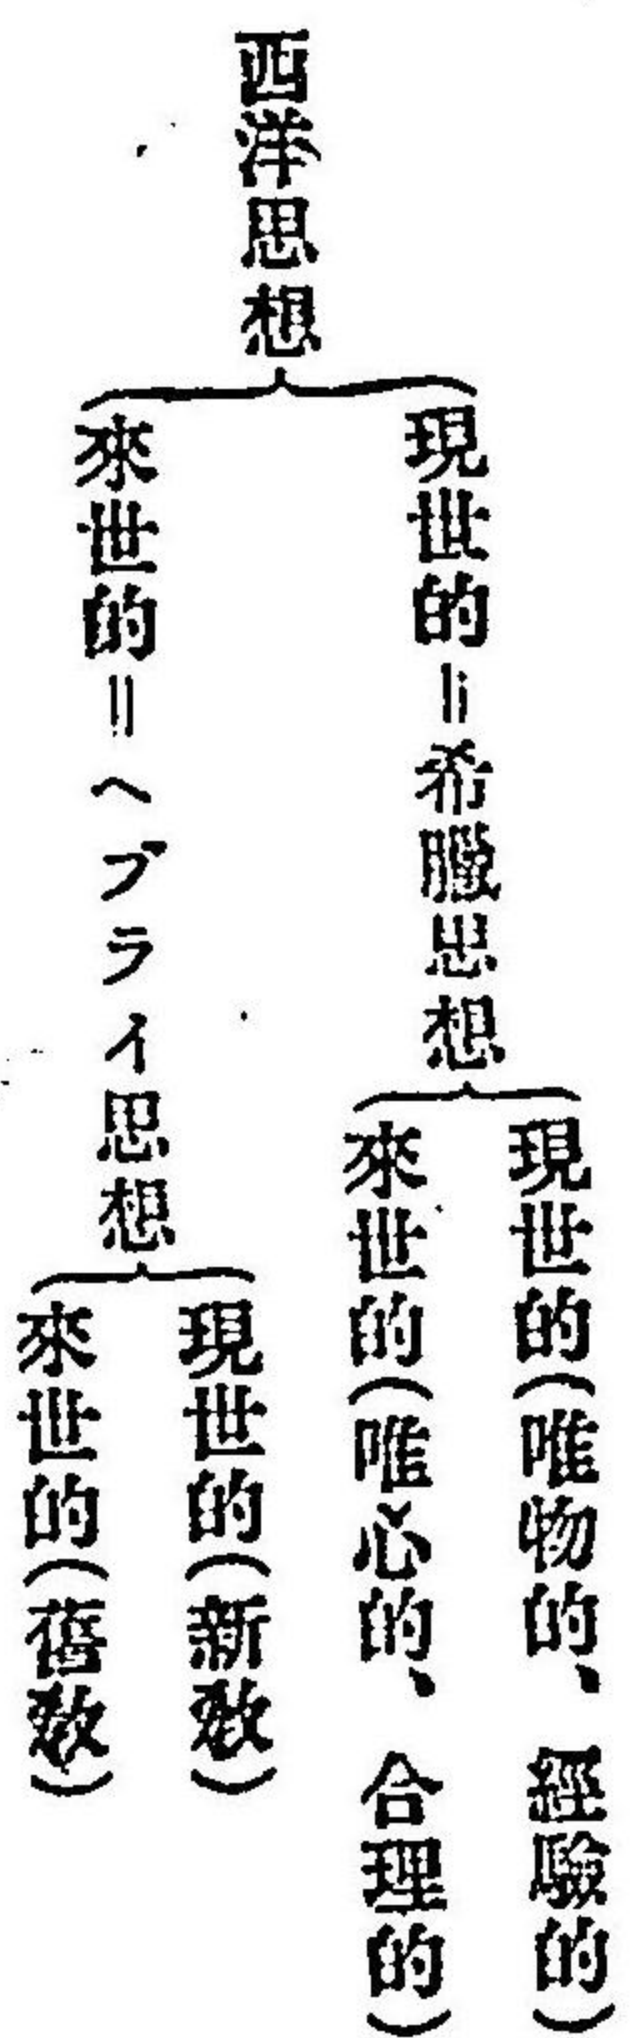 西洋思想
現世的＝希臘思想
現世的(唯物的、經驗的)
來世的(唯心的、合理的)
來世的＝ヘブライ思想
現世的(新敎)
來世的(舊敎)